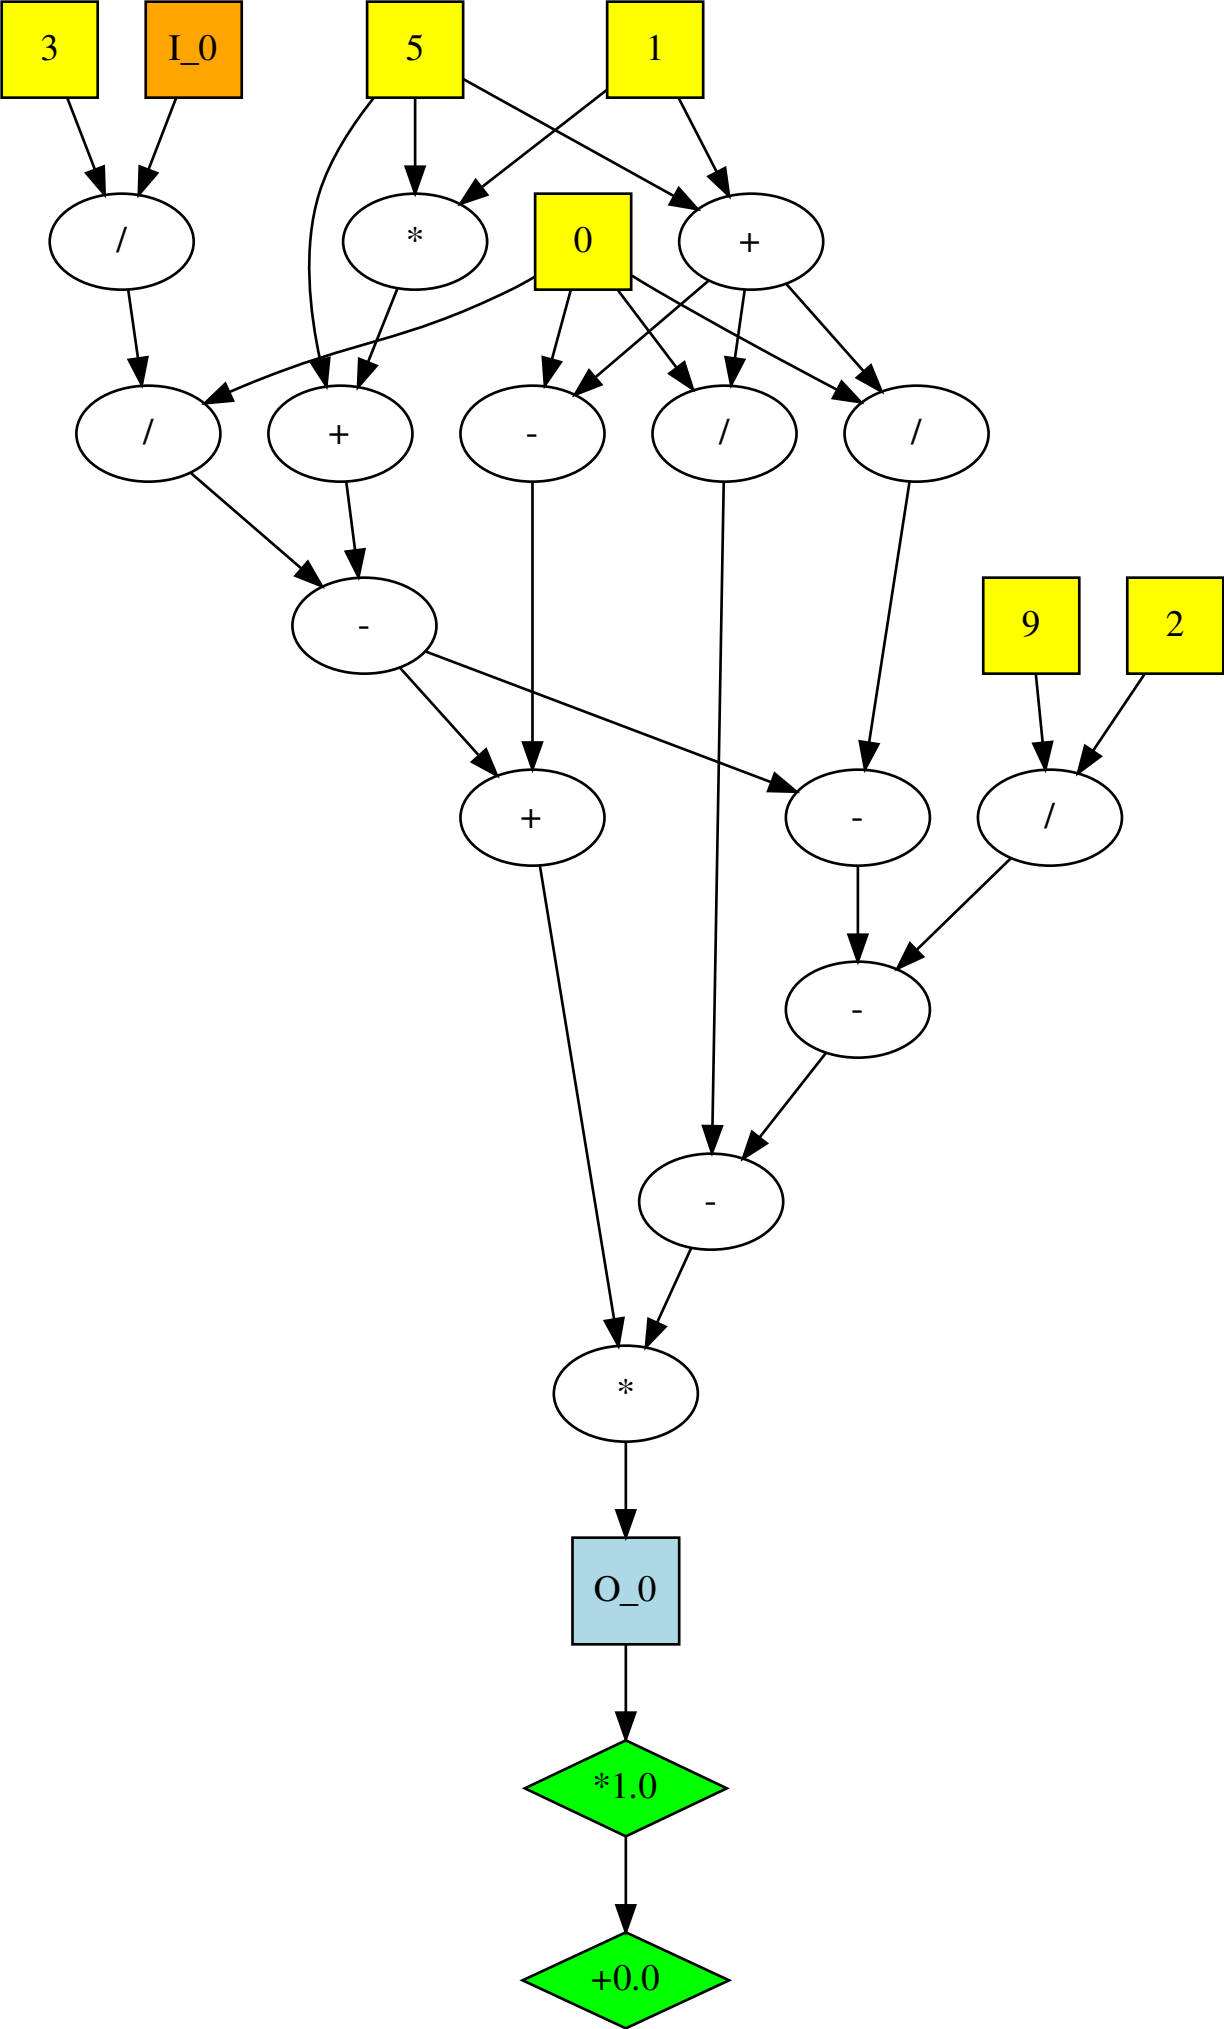 3 I_0 5 1
/ * 0 +
/ + - / /
- 9 2
+ - /
-
-
*
O_0
*1.0
+0.0